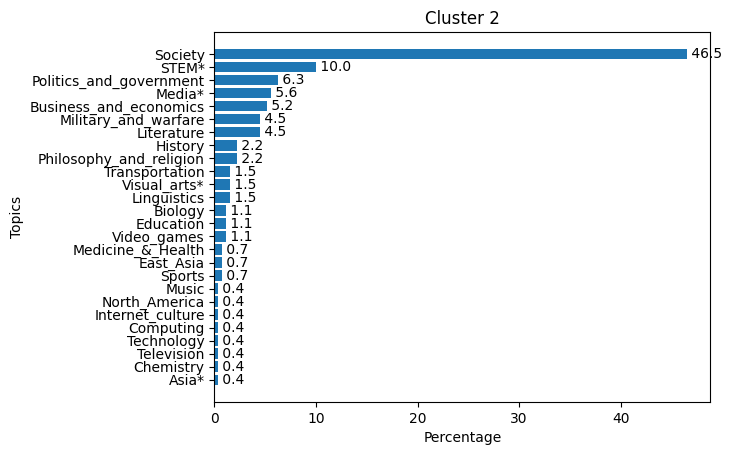 Cluster 2
Society 46.5
STEM* 10.0
Politics_and_government 6.3
Media* 5.6
Business_and_economics 5.2
Military_and_warfare 4.5
Literature 4.5
History 2.2
Philosophy_and_religion 2.2
Transportation 1.5
Visual_arts* 1.5
Linguistics 1.5
Biology 1.1
Education 1.1
Video_games 1.1
Medicine_&_Health 0.7
East_Asia 0.7
Sports 0.7
Music 0.4
North_America 0.4
Internet_culture 0.4
Computing 0.4
Technology 0.4
Television 0.4
Chemistry 0.4
Asia* 0.4
Topics
0 10 20 30 40
Percentage